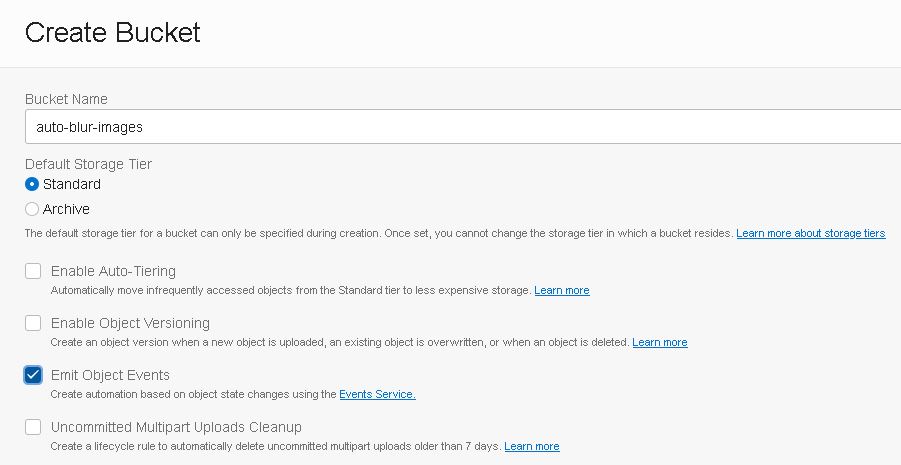 Create Bucket
Bucket Name
auto-blur-images
Default Storage Tier
Standard
Archive
The default storage tier for a bucket can only be specified during creation. Once set, you cannot change the storage tier in which a bucket resides. Learn more about storage tiers
Enable Auto-Tiering
Automatically move infrequently accessed objects from the Standard tier to less expensive storage. Learn more
Enable Object Versioning
Create an object version when a new object is uploaded, an existing object is overwritten, or when an object is deleted. Learn more
Emit Object Events
Create automation based on object state changes using the Events Service.
Uncommitted Multipart Uploads Cleanup
Create a lifecycle rule to automatically delete uncommitted multipart uploads older than 7 days. Learn more